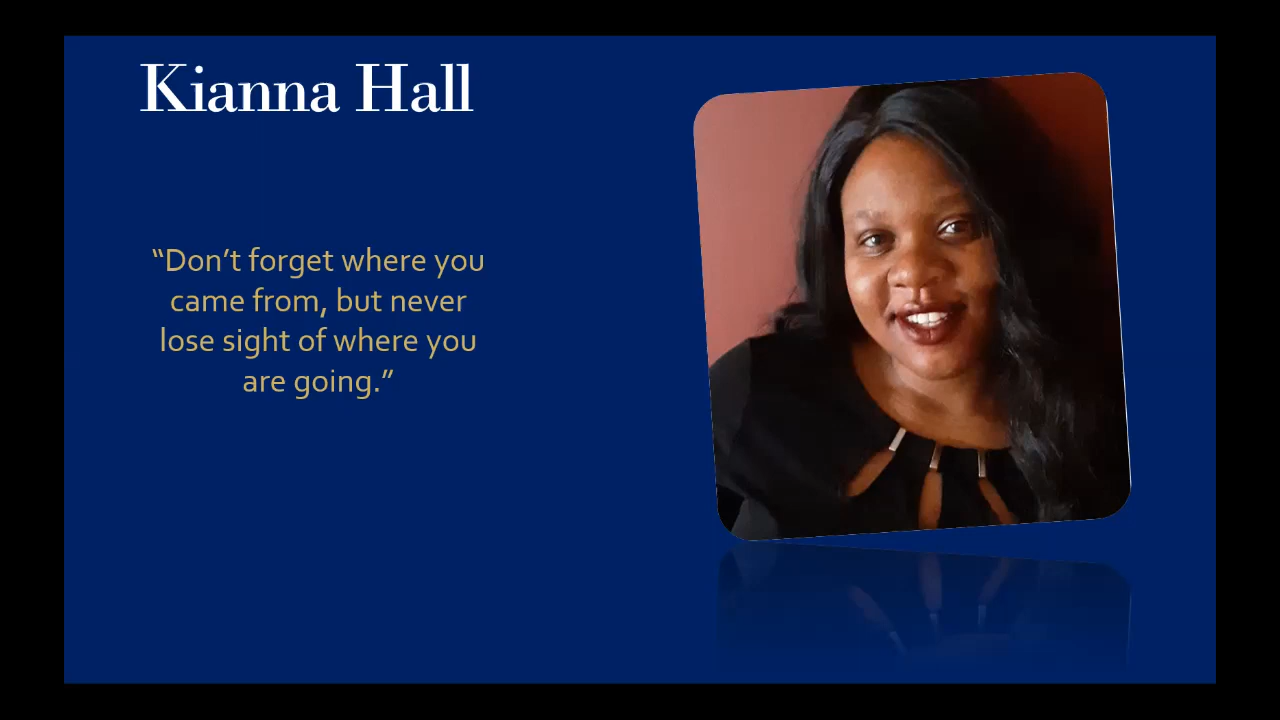 Kianna Hall
“Don’t forget where you
came from, but never
lose sight of where you
are going.”